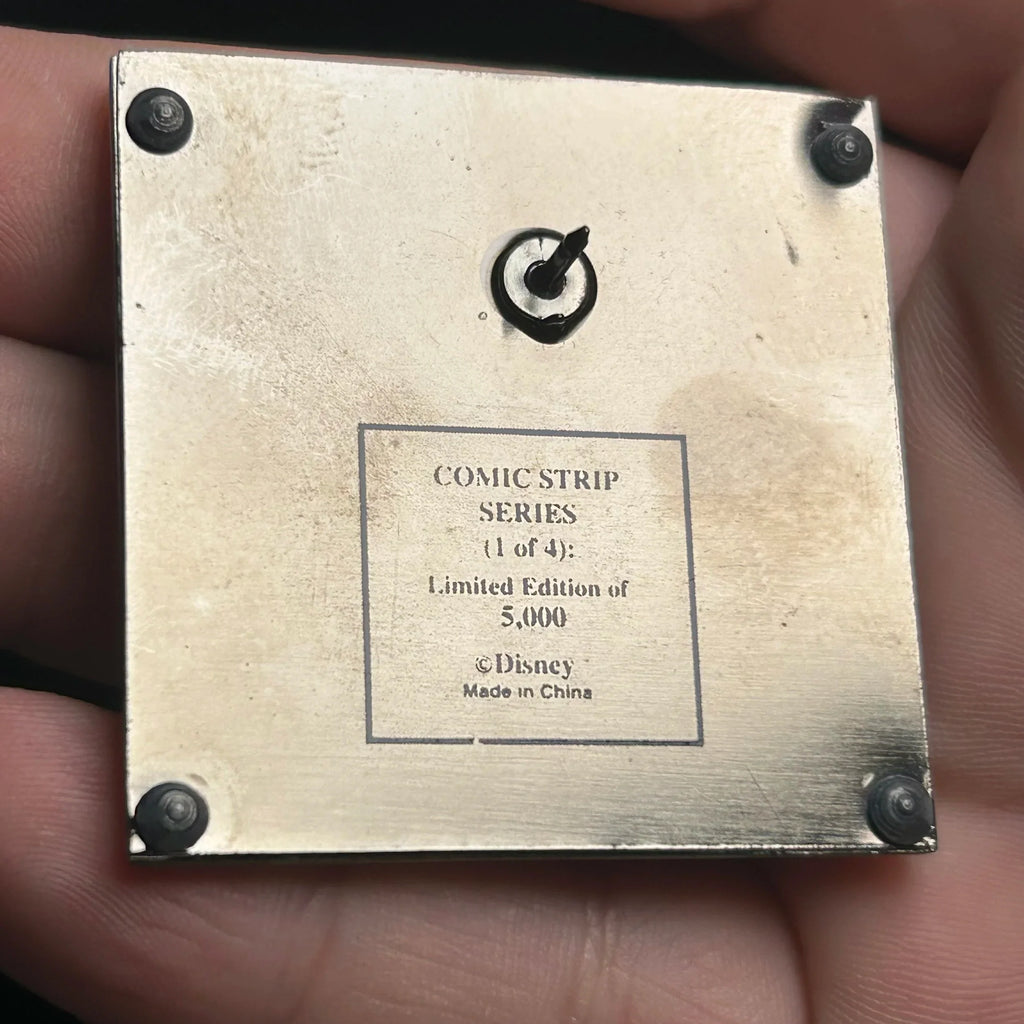 COMIC STRIP
SERIES
(1 of 4):
Limited Edition of
5,000
©Disney
Made in China